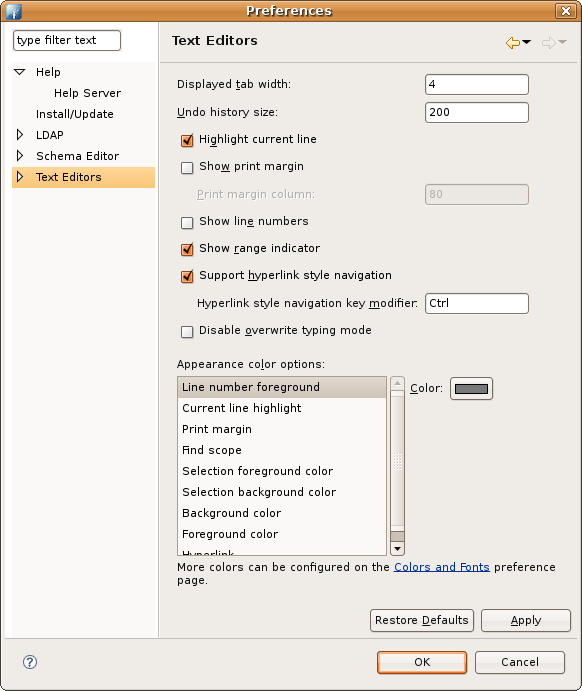 Preferences
type filter text
Text Editors
Help
Help Server
Install/Update
LDAP
Schema Editor
Text Editors
Displayed tab width:
4
Undo history size:
200
Highlight current line
Show print margin
Print margin column:
80
Show line numbers
Show range indicator
Support hyperlink style navigation
Hyperlink style navigation key modifier:
Ctrl
Disable overwrite typing mode
Appearance color options:
Line number foreground
Color:
Current line highlight
Print margin
Find scope
Selection foreground color
Selection background color
Background color
Foreground color
Hyperlink
More colors can be configured on the Colors and Fonts preference
page.
Restore Defaults
Apply
?
OK
Cancel